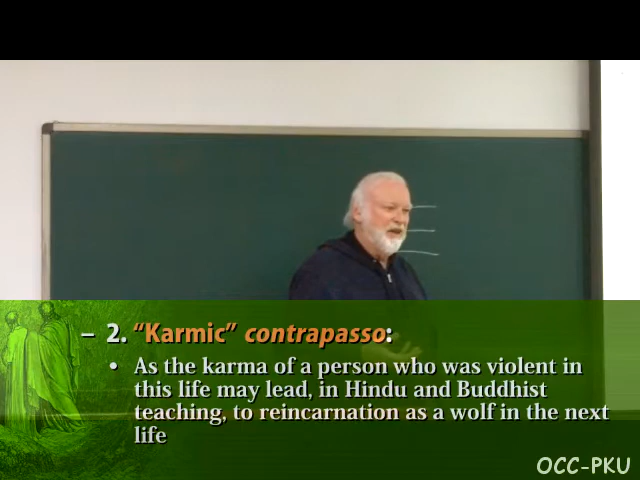 – 2. “Karmic” contrapasso:
• As the karma of a person who was violent in
this life may lead, in Hindu and Buddhist
teaching, to reincarnation as a wolf in the next
life
OCC-PKU